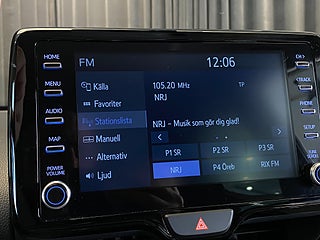 FM
12:06
HOME
MENU
AUDIO
MAP
POWER
VOLUME
Källa
Favoriter
Stationslista
Manuell
Alternativ
Ljud
105.20 MHz
TP
NRJ
NRJ – Musik som gör dig glad!
P1 SR
P2 SR
P3 SR
NRJ
P4 Öreb
RIX FM
CH >
< TRACK
PHONE
SETUP
TUNE
SCROLL